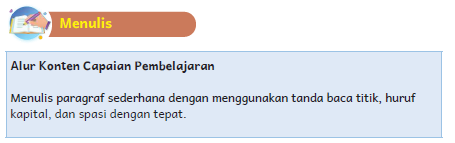 Menulis
Alur Konten Capaian Pembelajaran
Menulis paragraf sederhana dengan menggunakan tanda baca titik, huruf
kapital, dan spasi dengan tepat.